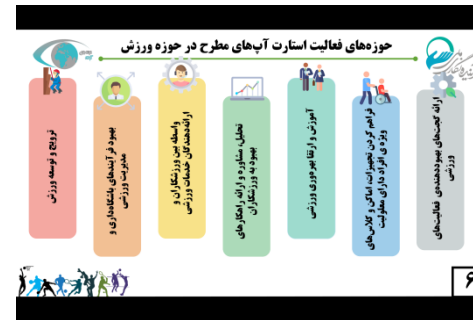 حوزه‌های فعالیت استارت آپ‌های مطرح در حوزه ورزش
ارائه گجت‌های بهبوددهنده‌ی فعالیت‌های
ورزشی
فراهم کردن تجهیزات، اماکن و کلاس‌های
ویژه ی افراد دارای معلولیت
آموزش و ارتقا بهره‌وری ورزشی
تحلیل، مشاوره و ارائه راهکارهای
بهبود به ورزشکاران
واسطه بین ورزشکاران و
ارائه‌دهندگان خدمات ورزشی
بهبود فرآیندهای باشگاه‌داری و
مدیریت ورزشی
ترویج و توسعه ورزش
۶